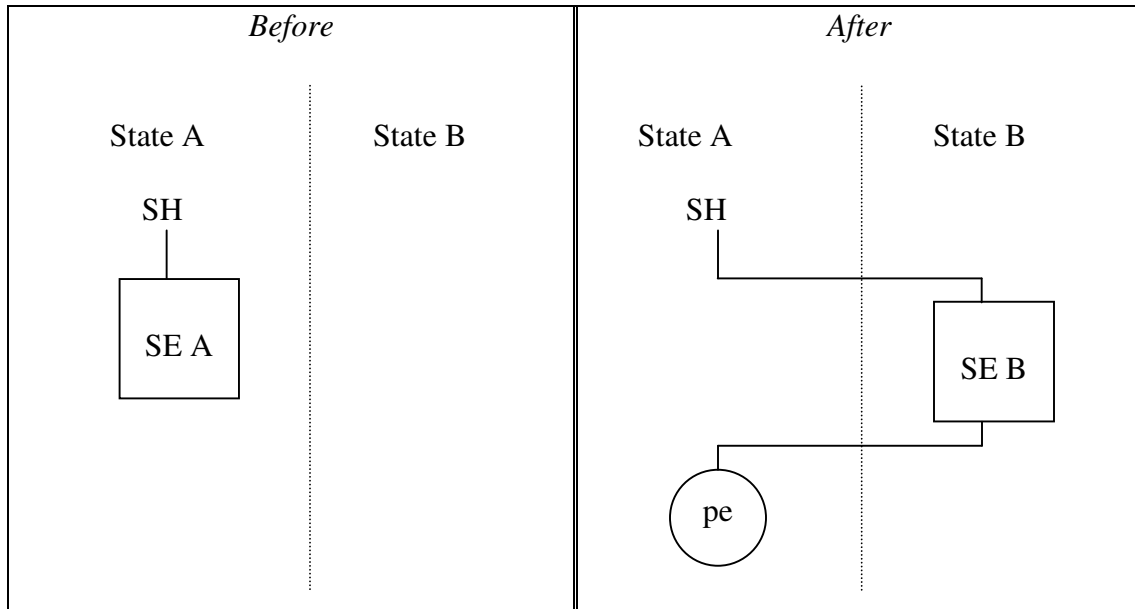 Before
State A
State B
SH
SE A
After
State A
State B
SH
SE B
pe